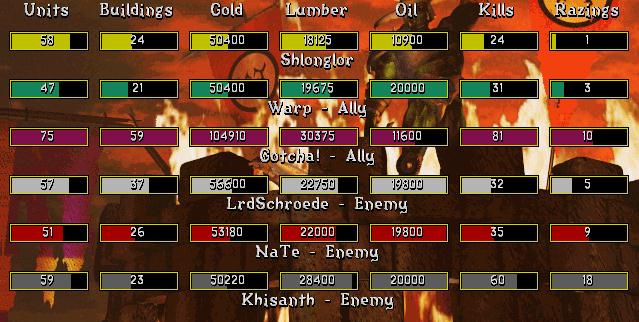 Units Buildings Gold Lumber Oil Kills Razings
58 24 50400 18125 10900 24
Shlonglor
47 21 50400 19675 20000 31 3
Warp - Ally
75 59 104910 30375 11600 81 10
Gotcha! - Ally
57 37 56600 22750 19800 32 5
LrdSchroede - Enemy
51 26 53180 22000 19800 35 9
NaTe - Enemy
59 23 50220 28400 20000 60 18
Khisanth - Enemy